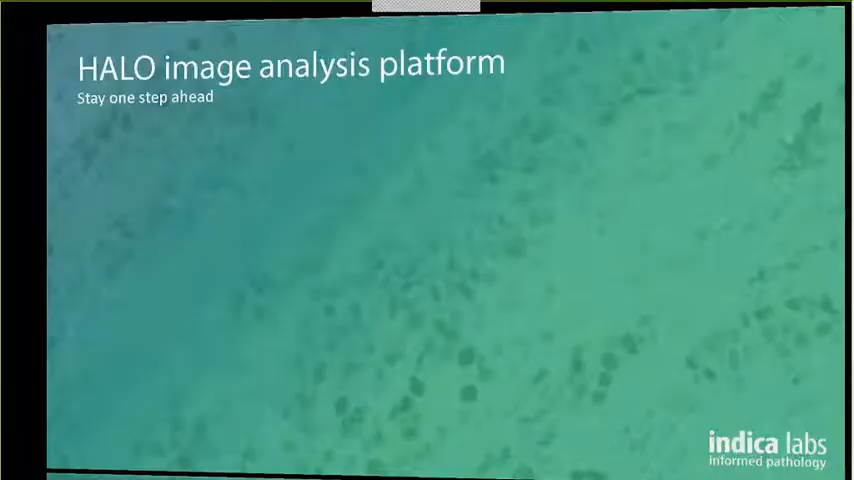 HALO image analysis platform
Stay one step ahead
indica labs
informed pathology